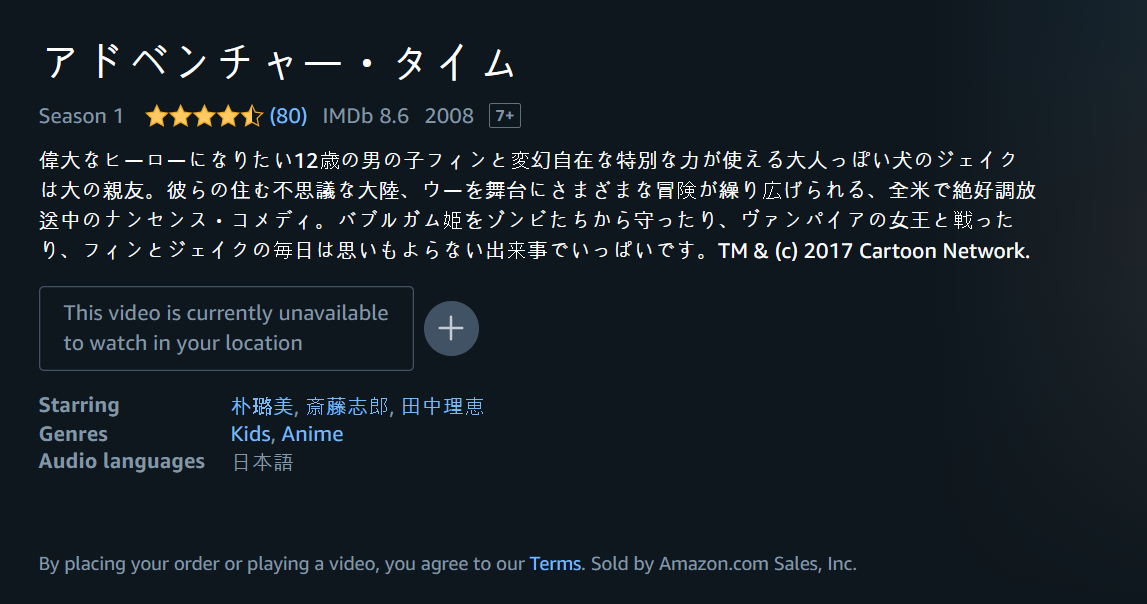 アドベンチャー・タイム
Season 1 (80) IMDb 8.6 2008 7+
偉大なヒーローになりたい12歳の男の子フィンと変幻自在な特別な力が使える大人っぽい犬のジェイク
は大の親友。彼らの住む不思議な大陸、ウーを舞台にさまざまな冒険が繰り広げられる、全米で絶好調放
送中のナンセンス・コメディ。バブルガム姫をゾンビたちから守ったり、ヴァンパイアの女王と戦った
り、フィンとジェイクの毎日は思いもよらない出来事でいっぱいです。TM & (c) 2017 Cartoon Network.
This video is currently unavailable
to watch in your location
Starring 朴璐美, 斎藤志郎, 田中理恵
Genres Kids, Anime
Audio languages 日本語
By placing your order or playing a video, you agree to our Terms. Sold by Amazon.com Sales, Inc.